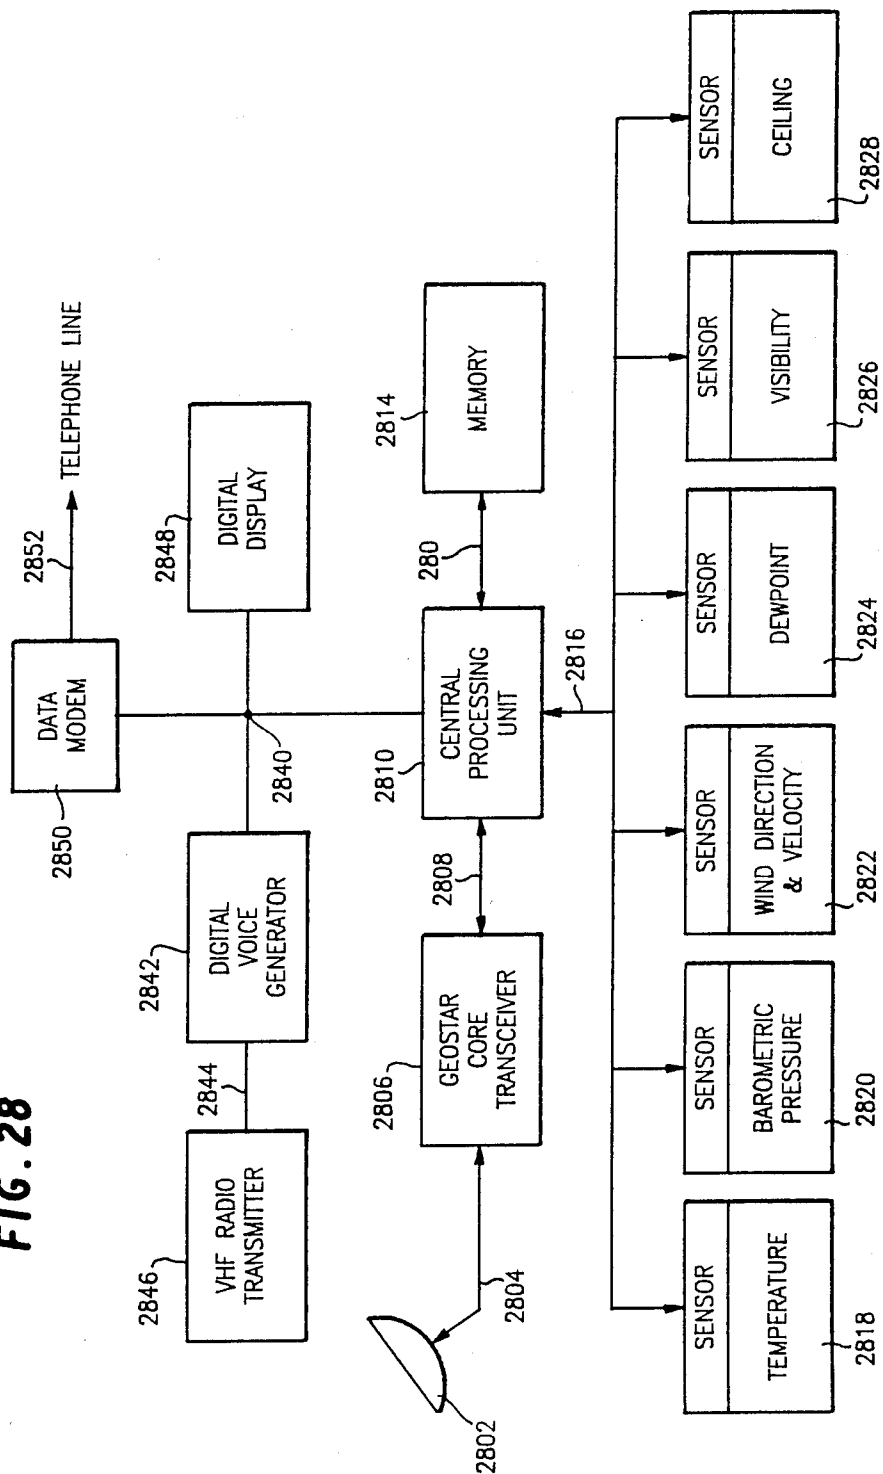 FIG. 28
DATA
MODEM
2850
2852
TELEPHONE LINE
VHF RADIO
TRANSMITTER
2846
2844
DIGITAL
VOICE
GENERATOR
2842
2840
DIGITAL
DISPLAY
2848
2802
2804
GEOSTAR
CORE
TRANSCEIVER
2806
2808
CENTRAL
PROCESSING
UNIT
2810
280
MEMORY
2814
2816
SENSOR
TEMPERATURE
2818
SENSOR
BAROMETRIC
PRESSURE
2820
SENSOR
WIND DIRECTION
& VELOCITY
2822
SENSOR
DEWPOINT
2824
SENSOR
VISIBILITY
2826
SENSOR
CEILING
2828